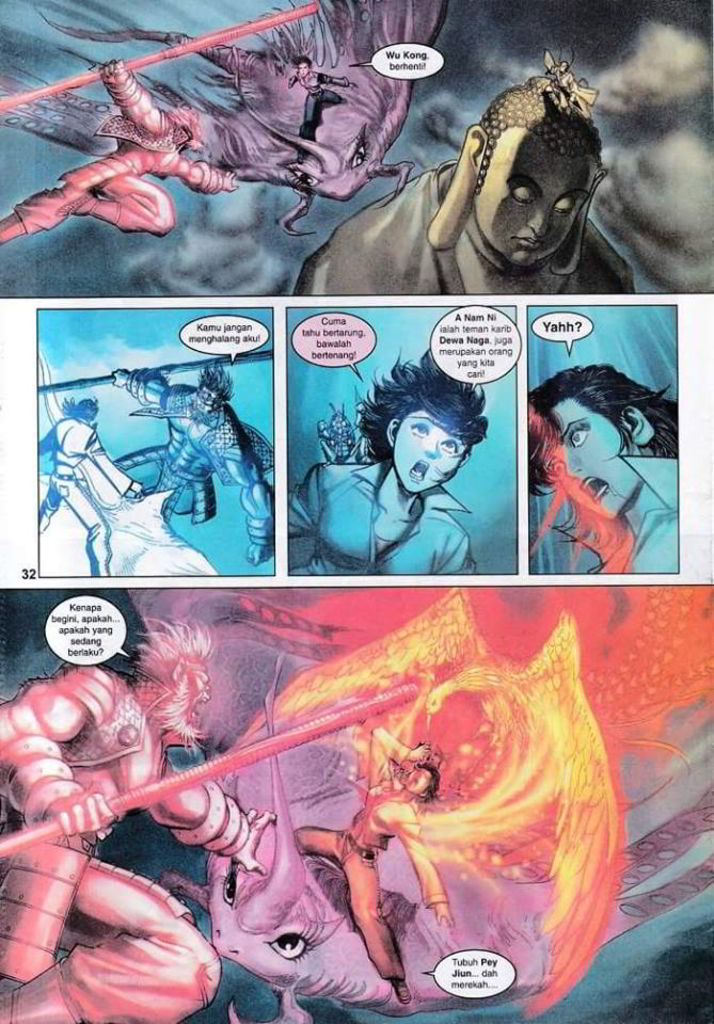 Wu Kong,
berhenti!
Kamu jangan
menghalang aku!
Cuma
tahu bertarung,
bawalah
bertenang!
A Nam Ni
ialah teman karib
Dewa Naga, juga
merupakan orang
yang kita
cari!
Yahh?
32
Kenapa
begini, apakah...
apakah yang
sedang
berlaku?
Tubuh Pey
Jiun... dah
merekah....